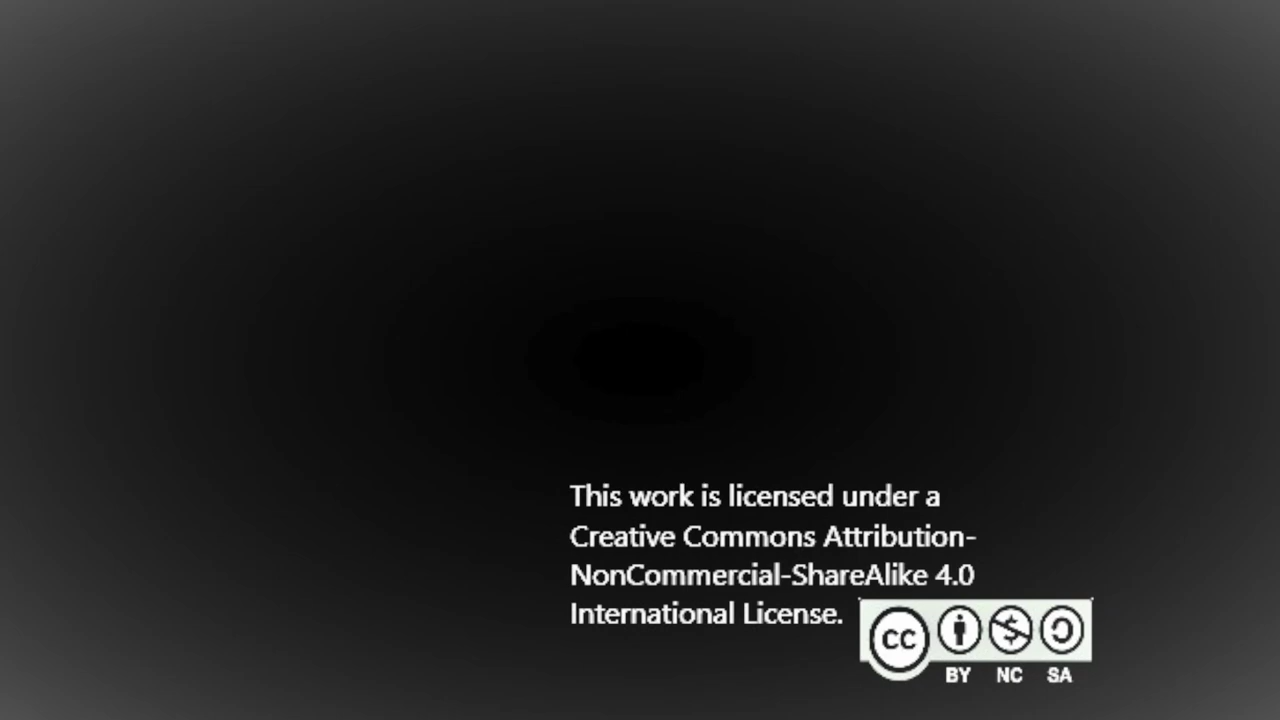 This work is licensed under a
Creative Commons Attribution-
NonCommercial-ShareAlike 4.0
International License.
CC
BY NC SA